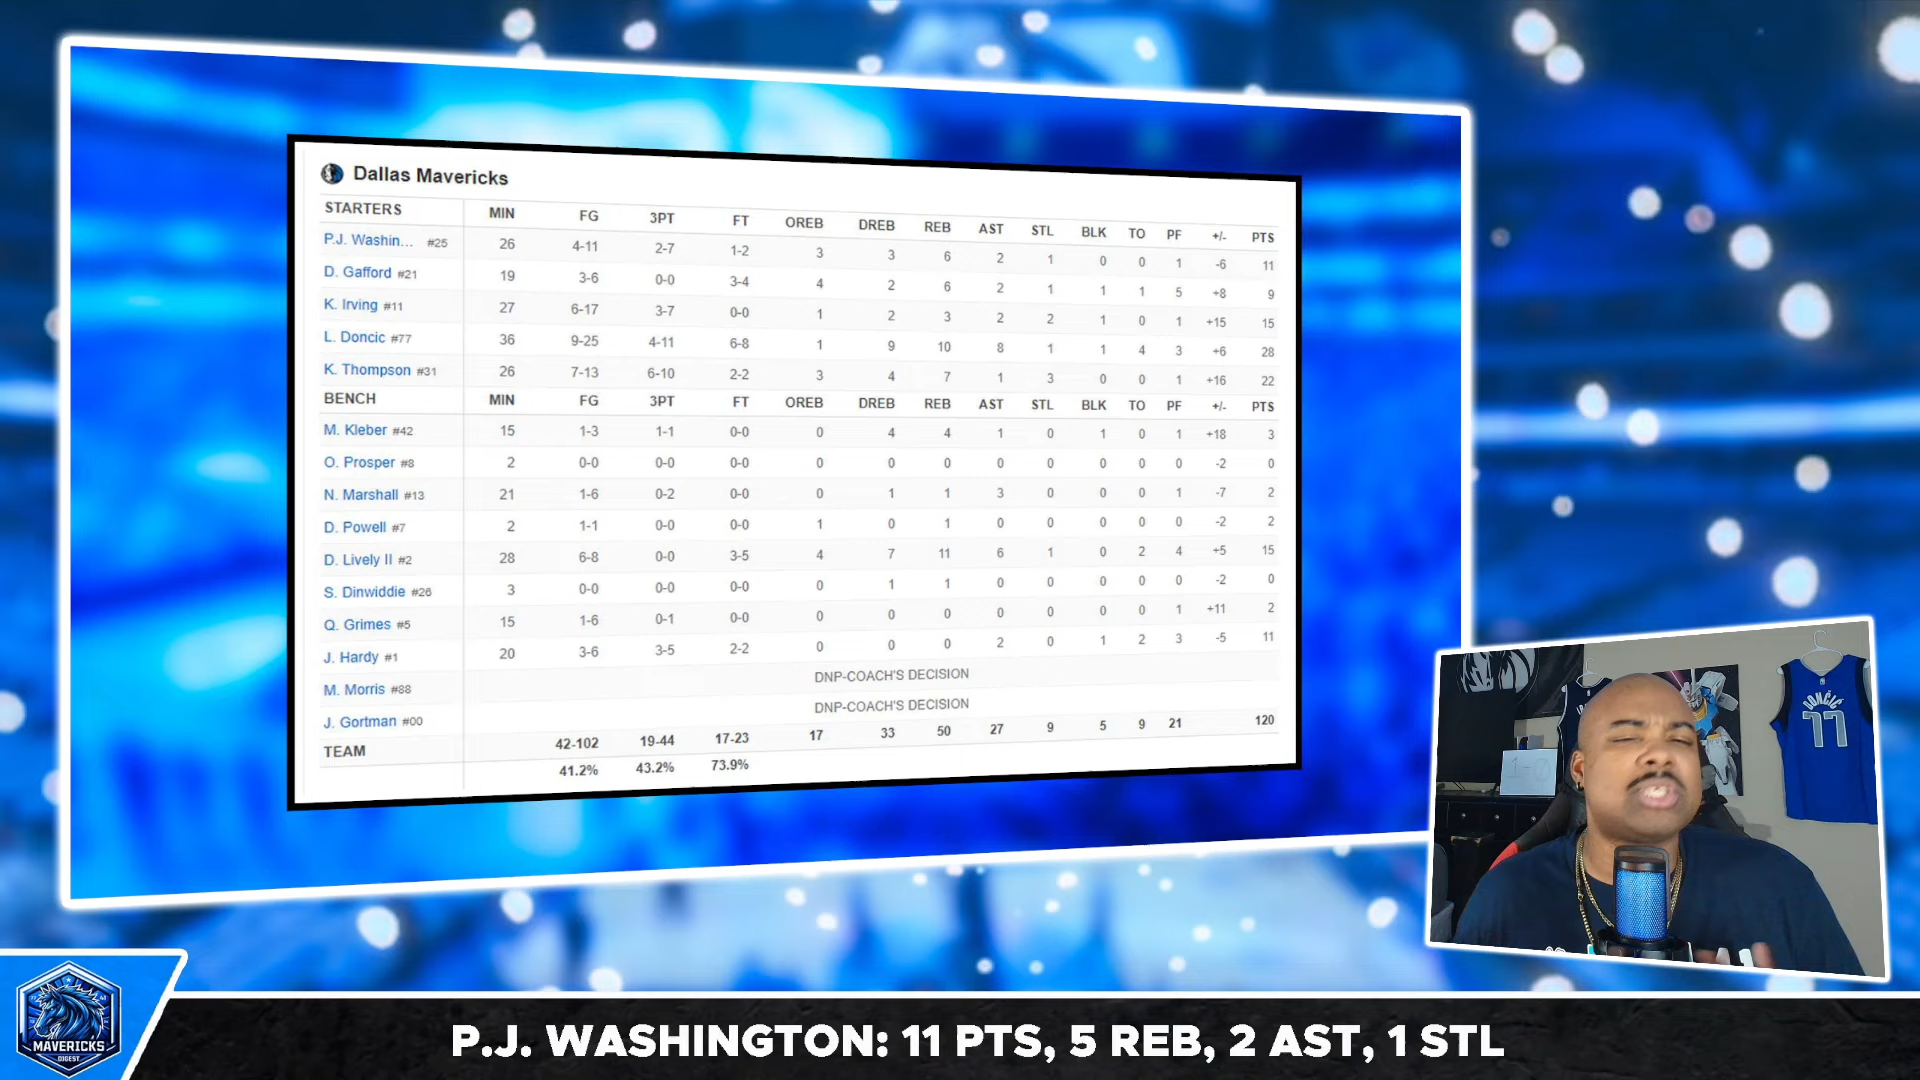 Dallas Mavericks
STARTERS MIN FG 3PT FT OREB DREB REB AST STL BLK TO PF +/- PTS
P.J. Washin... #25 26 4-11 2-7 1-2 3 3 6 2 1 0 0 1 -6 11
D. Gafford #21 19 3-6 0-0 3-4 4 2 6 2 1 1 1 5 +8 9
K. Irving #11 27 6-17 3-7 0-0 1 2 3 2 2 1 0 1 +15 15
L. Doncic #77 36 9-25 4-11 6-8 1 9 10 8 1 1 4 3 +6 28
K. Thompson #31 26 7-13 6-10 2-2 3 4 7 1 3 0 0 1 +16 22
BENCH MIN FG 3PT FT OREB DREB REB AST STL BLK TO PF +/- PTS
M. Kleber #42 15 1-3 1-1 0-0 0 4 4 1 0 1 0 1 +18 3
O. Prosper #8 2 0-0 0-0 0-0 0 0 0 0 0 0 0 0 -2 0
N. Marshall #13 21 1-6 0-2 0-0 0 1 1 3 0 0 0 1 -7 2
D. Powell #7 2 1-1 0-0 0-0 1 0 1 0 0 0 0 0 -2 2
D. Lively II #2 28 6-8 0-0 3-5 4 7 11 6 1 0 2 4 +5 15
S. Dinwiddie #26 3 0-0 0-0 0-0 0 1 1 0 0 0 0 0 -2 0
Q. Grimes #5 15 1-6 0-1 0-0 0 0 0 0 0 0 0 1 +11 2
J. Hardy #1 20 3-6 3-5 2-2 0 0 0 2 0 1 2 3 -5 11
M. Morris #88 DNP-COACH'S DECISION
J. Gortman #00 DNP-COACH'S DECISION
TEAM 42-102 19-44 17-23 17 33 50 27 9 5 9 21 120
41.2% 43.2% 73.9%
DONČIĆ
77
1-0
MAVERICKS
DIGEST
P.J. WASHINGTON: 11 PTS, 5 REB, 2 AST, 1 STL